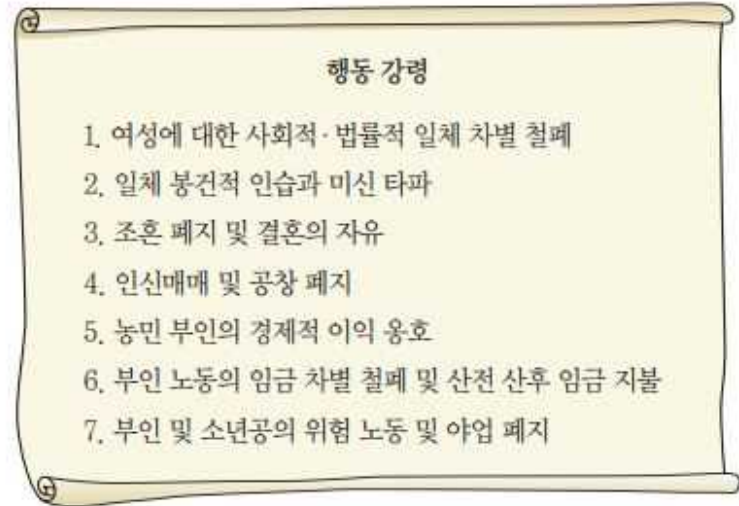 행동 강령
1. 여성에 대한 사회적·법률적 일체 차별 철폐
2. 일체 봉건적 인습과 미신 타파
3. 조혼 폐지 및 결혼의 자유
4. 인신매매 및 공창 폐지
5. 농민 부인의 경제적 이익 옹호
6. 부인 노동의 임금 차별 철폐 및 산전 산후 임금 지불
7. 부인 및 소년공의 위험 노동 및 야업 폐지